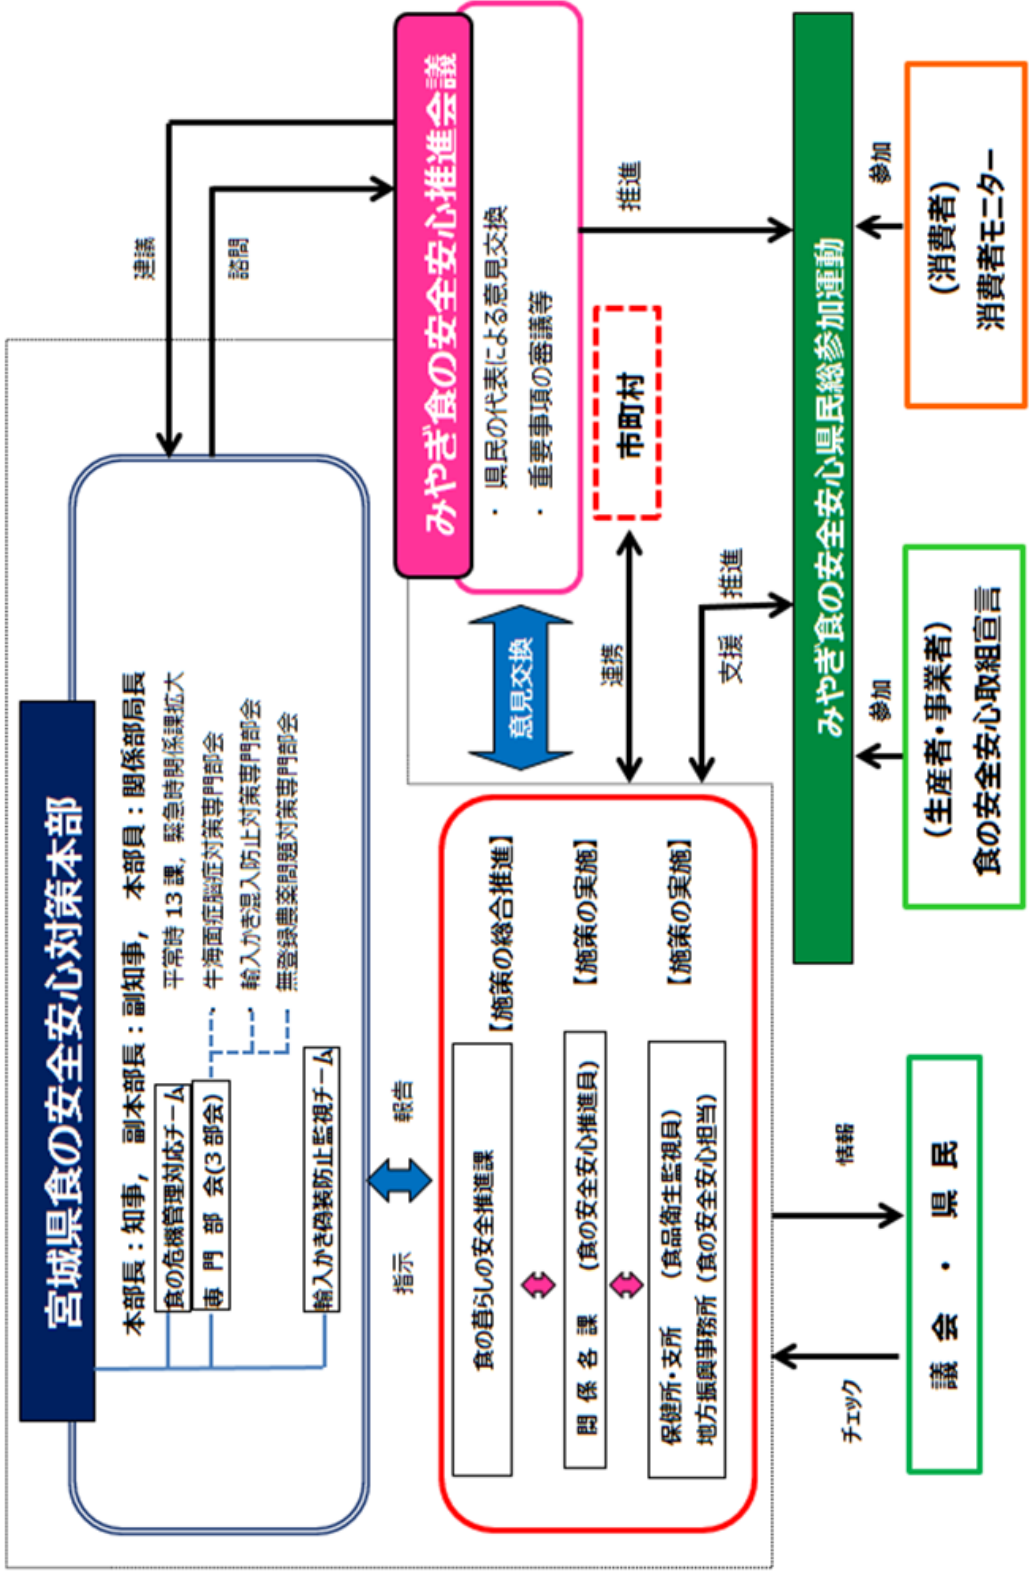 宮城県食の安全安心対策本部
本部長：知事，　副本部長：副知事，　本部員：関係部局長
食の危機管理対応チーム　平常時 13 課，緊急時関係課拡大
専　門　部　会(3 部会)　・牛海面症脳症対策専門部会
・輸入かき混入防止対策専門部会
・無登録農薬問題対策専門部会
輸入かき偽装防止監視チーム
建議
諮問
指示
報告
みやぎ食の安全安心推進会議
・　県民の代表による意見交換
・　重要事項の審議等
意見交換
食の暮らしの安全推進課　【施策の総合推進】
関　係　各　課　（食の安全安心推進員）　【施策の実施】
保健所・支所　　（食品衛生監視員）　【施策の実施】
地方振興事務所（食の安全安心担当）
市町村
連携
支援
推進
推進
みやぎ食の安全安心県民総参加運動
チェック
情報
参加
参加
議　会　・　県　民
（生産者・事業者）
食の安全安心取組宣言
（消費者）
消費者モニター